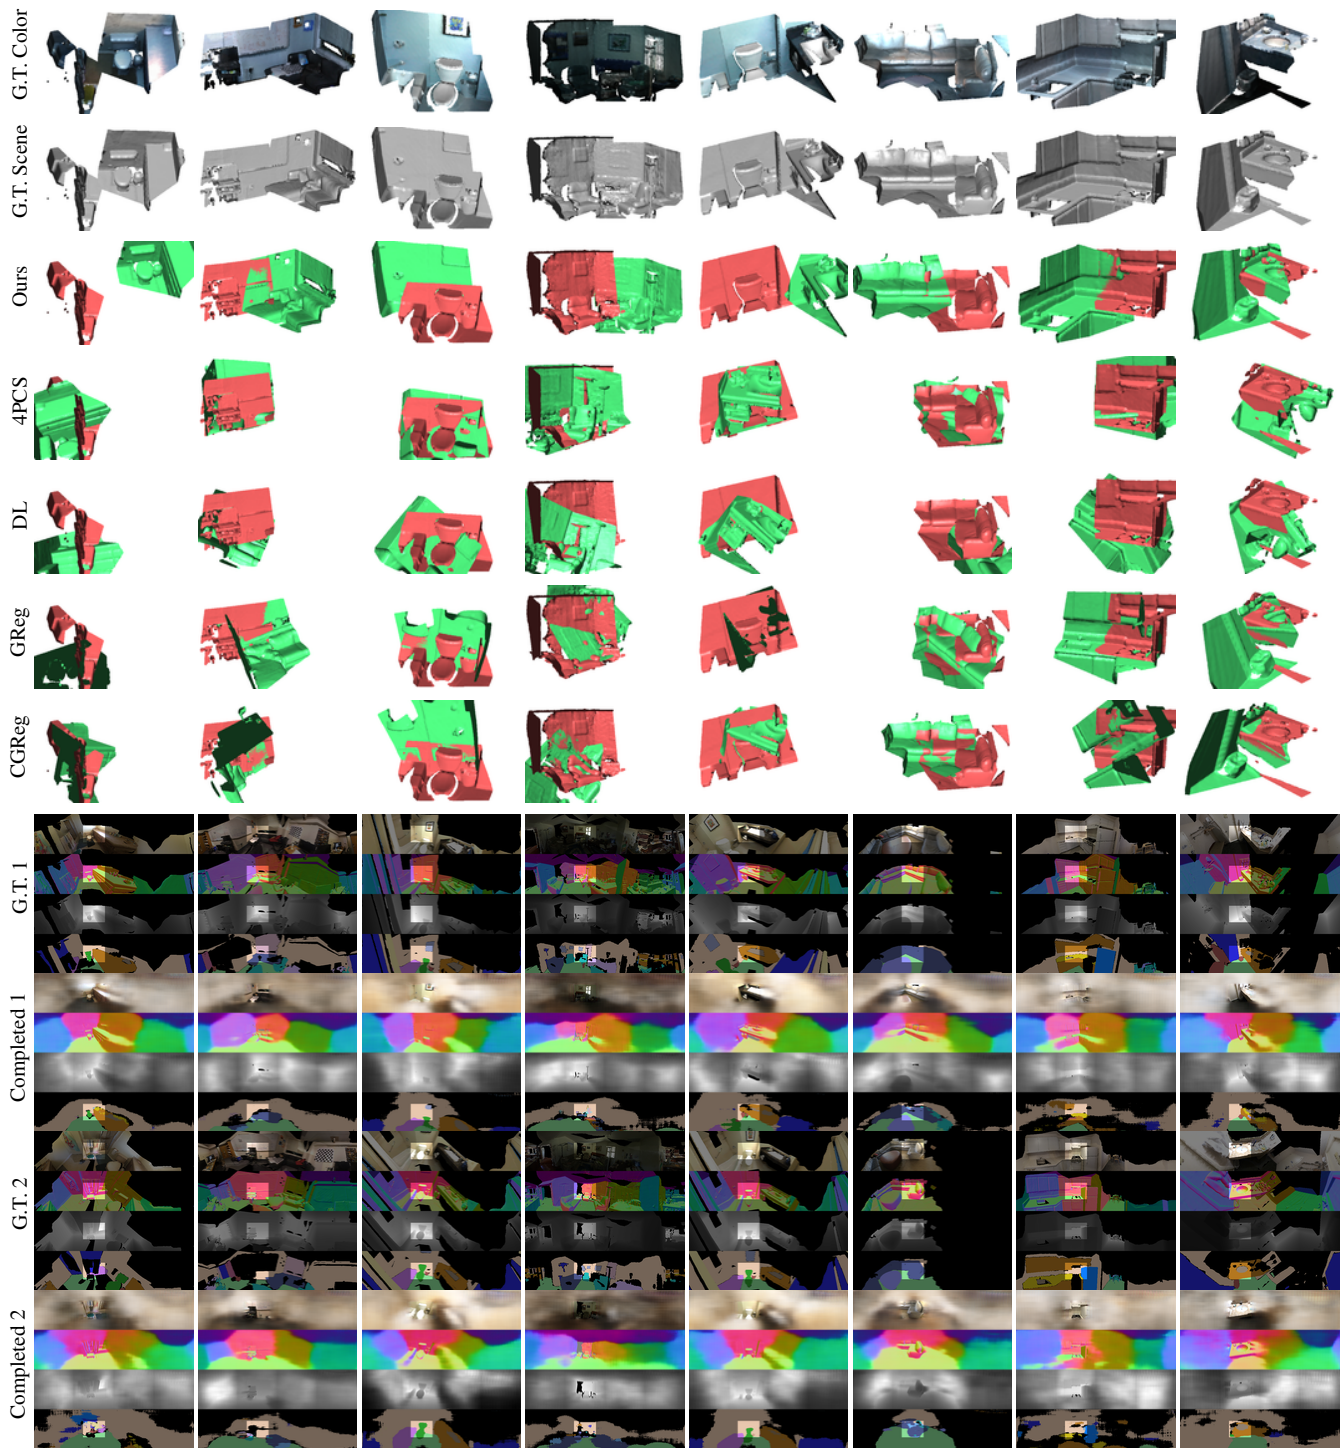 G.T. Color
G.T. Scene
Ours
4PCS
DL
GReg
CGReg
G.T. 1
Completed 1
G.T. 2
Completed 2